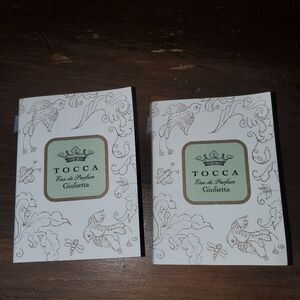 TOCCA
Eau de Parfum
Giulietta
TOCCA
Eau de Parfum
Giulietta